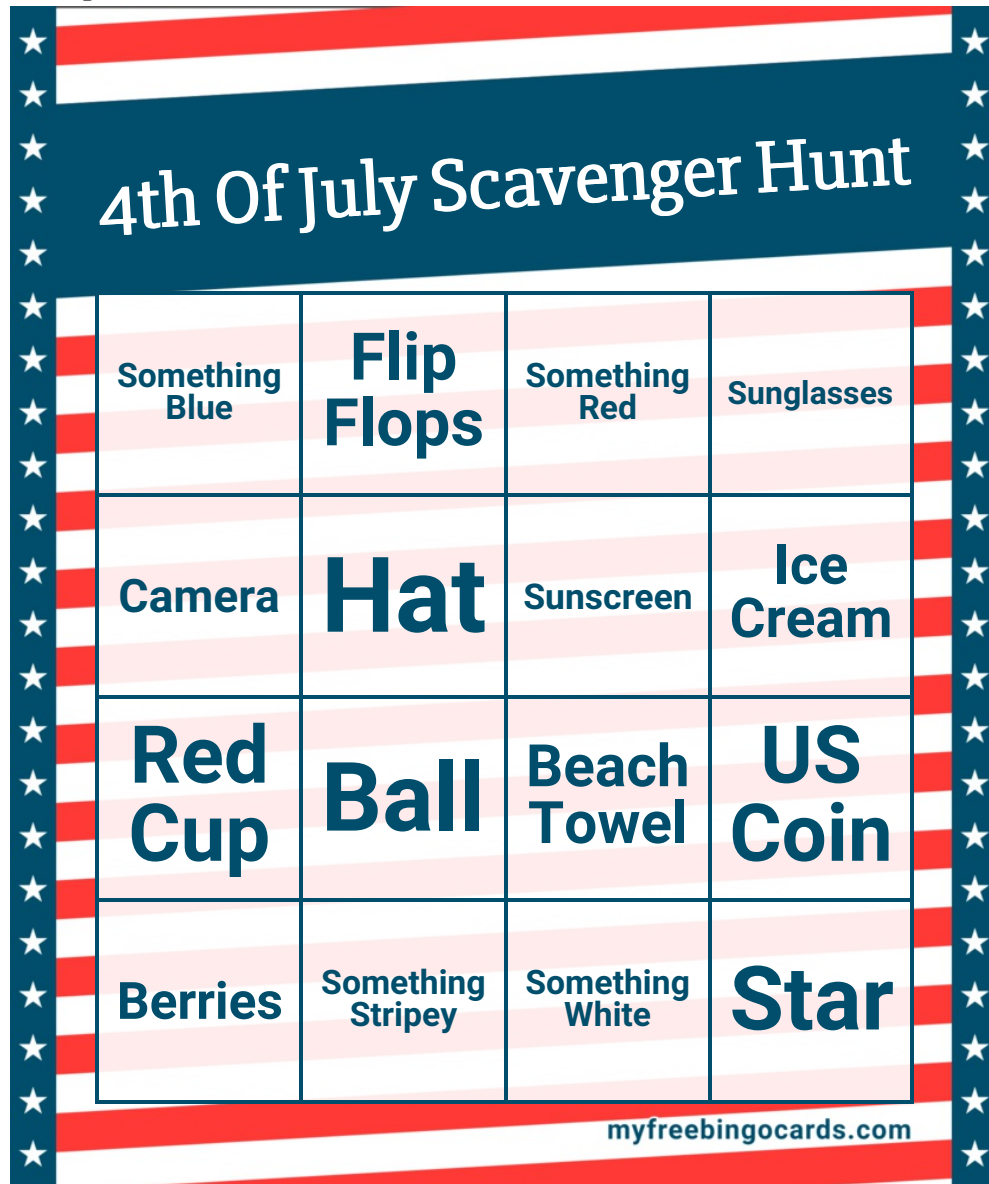 4th Of July Scavenger Hunt
Something
Blue
Flip
Flops
Something
Red
Sunglasses
Camera
Hat
Sunscreen
Ice
Cream
Red
Cup
Ball
Beach
Towel
US
Coin
Berries
Something
Stripey
Something
White
Star
myfreebingocards.com